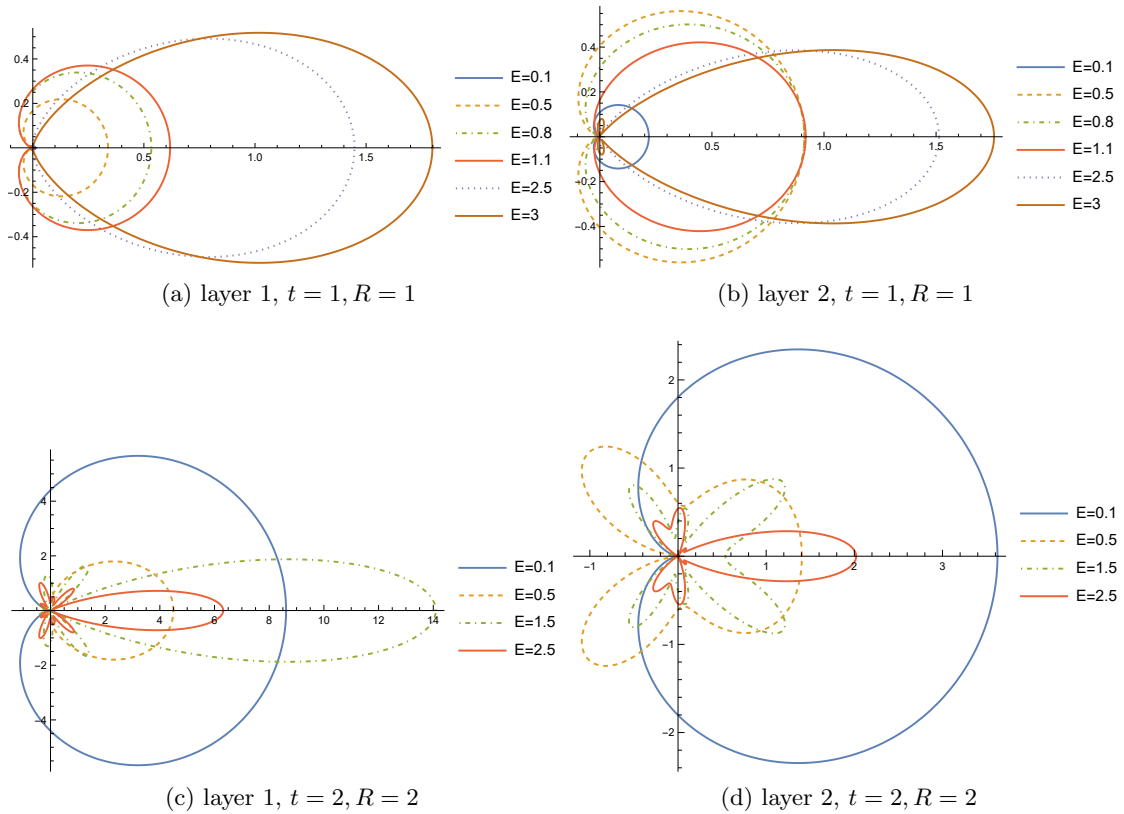 0.4
0.2
-0.2
-0.4
0.5
1.0
1.5
E=0.1
E=0.5
E=0.8
E=1.1
E=2.5
E=3
(a) layer 1, t = 1, R = 1
0.4
0.2
-0.2
-0.4
0.5
1.0
1.5
E=0.1
E=0.5
E=0.8
E=1.1
E=2.5
E=3
(b) layer 2, t = 1, R = 1
4
2
-2
-4
2
4
6
8
10
12
14
E=0.1
E=0.5
E=1.5
E=2.5
(c) layer 1, t = 2, R = 2
2
1
-1
-2
-1
1
2
3
E=0.1
E=0.5
E=1.5
E=2.5
(d) layer 2, t = 2, R = 2